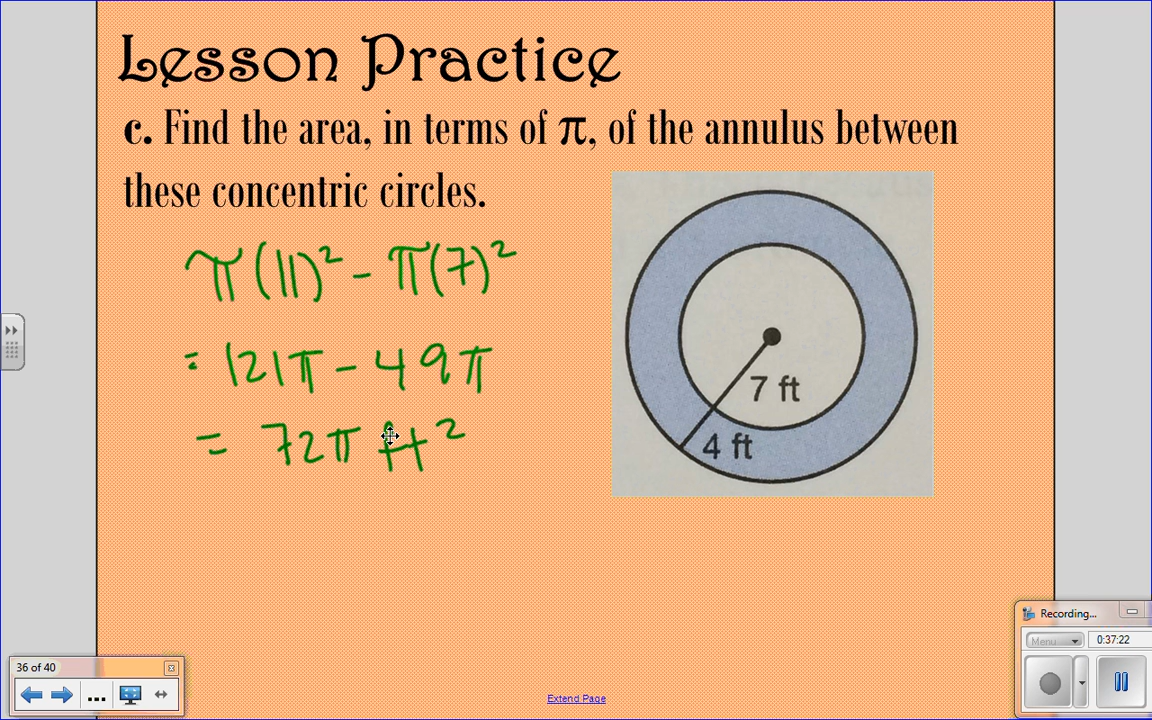 Lesson Practice
c. Find the area, in terms of π, of the annulus between
these concentric circles.
π(11)² - π(7)²
= 121π - 49π
= 72π ft²
7 ft
4 ft
Recording...
Menu
0:37:22
36 of 40
...
Extend Page